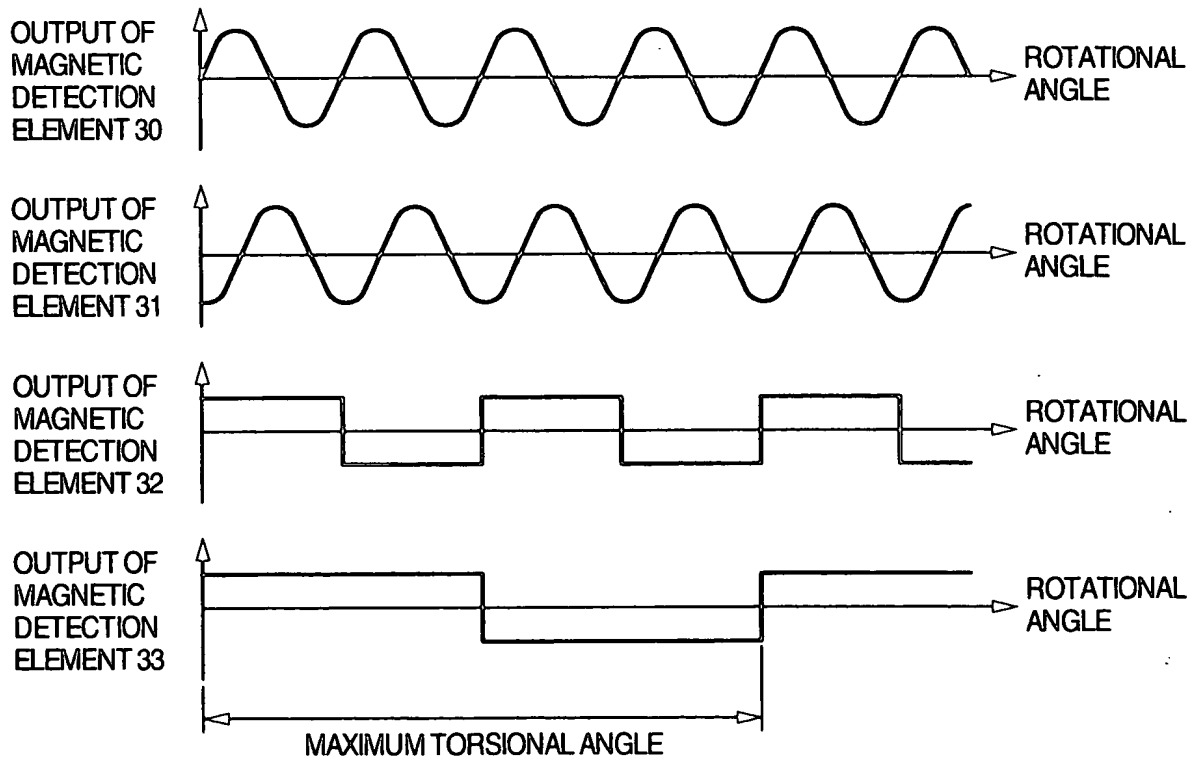 OUTPUT OF
MAGNETIC
DETECTION
ELEMENT 30
ROTATIONAL
ANGLE
OUTPUT OF
MAGNETIC
DETECTION
ELEMENT 31
ROTATIONAL
ANGLE
OUTPUT OF
MAGNETIC
DETECTION
ELEMENT 32
ROTATIONAL
ANGLE
OUTPUT OF
MAGNETIC
DETECTION
ELEMENT 33
ROTATIONAL
ANGLE
MAXIMUM TORSIONAL ANGLE